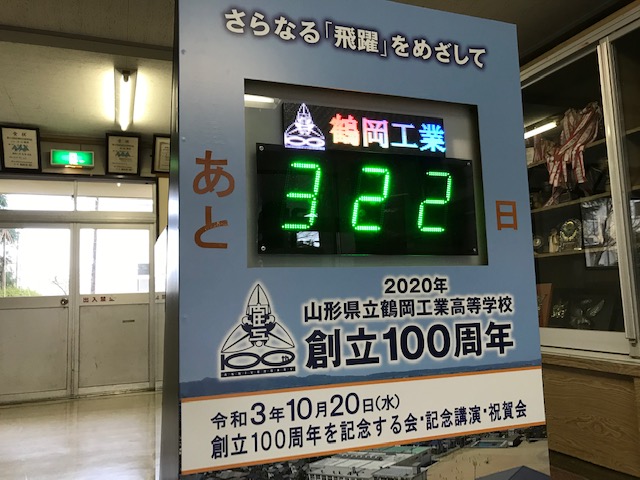 さらなる「飛躍」をめざして
鶴岡工業
あと
322
日
2020年
山形県立鶴岡工業高等学校
創立100周年
100th
ANNIVERSARY
令和3年10月20日(水)
創立100周年を記念する会・記念講演・祝賀会